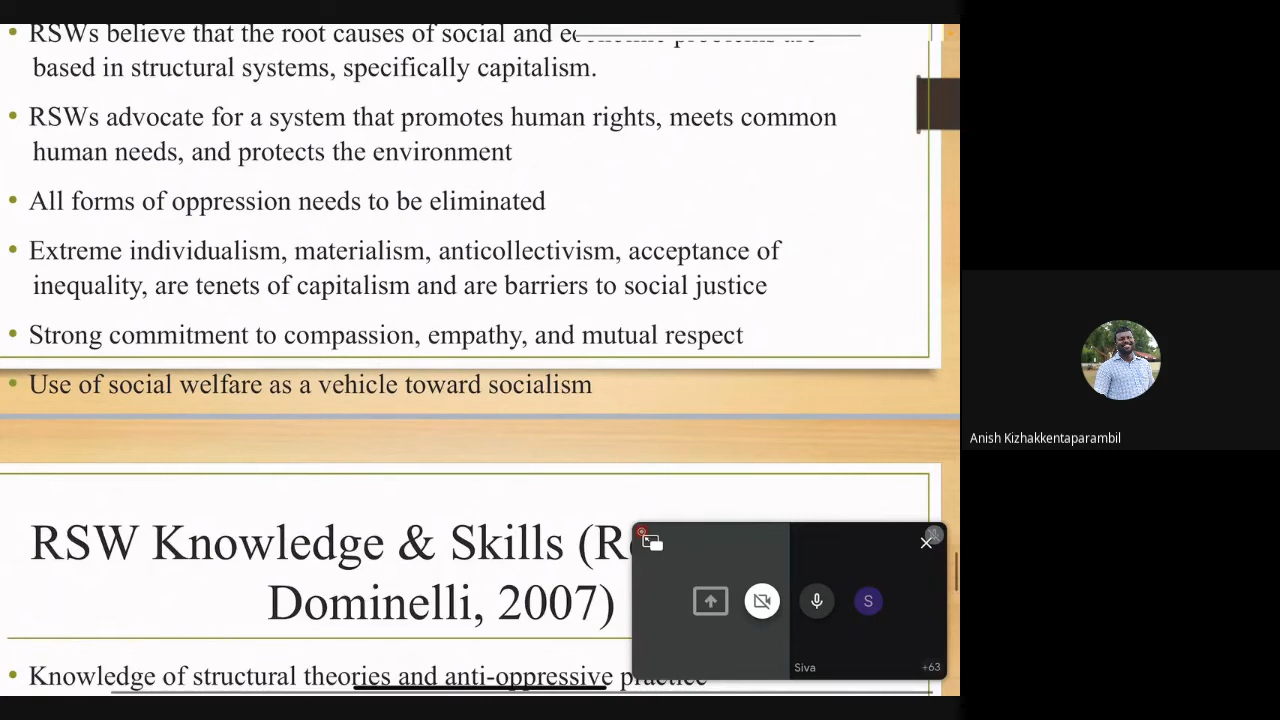 • RSWs believe that the root causes of social and economic problems are
based in structural systems, specifically capitalism.
• RSWs advocate for a system that promotes human rights, meets common
human needs, and protects the environment
• All forms of oppression needs to be eliminated
• Extreme individualism, materialism, anticollectivism, acceptance of
inequality, are tenets of capitalism and are barriers to social justice
• Strong commitment to compassion, empathy, and mutual respect
• Use of social welfare as a vehicle toward socialism
RSW Knowledge & Skills
Dominelli, 2007)
• Knowledge of structural theories and anti-oppressive practice
S
Siva
+63
Anish Kizhakkentaparambil